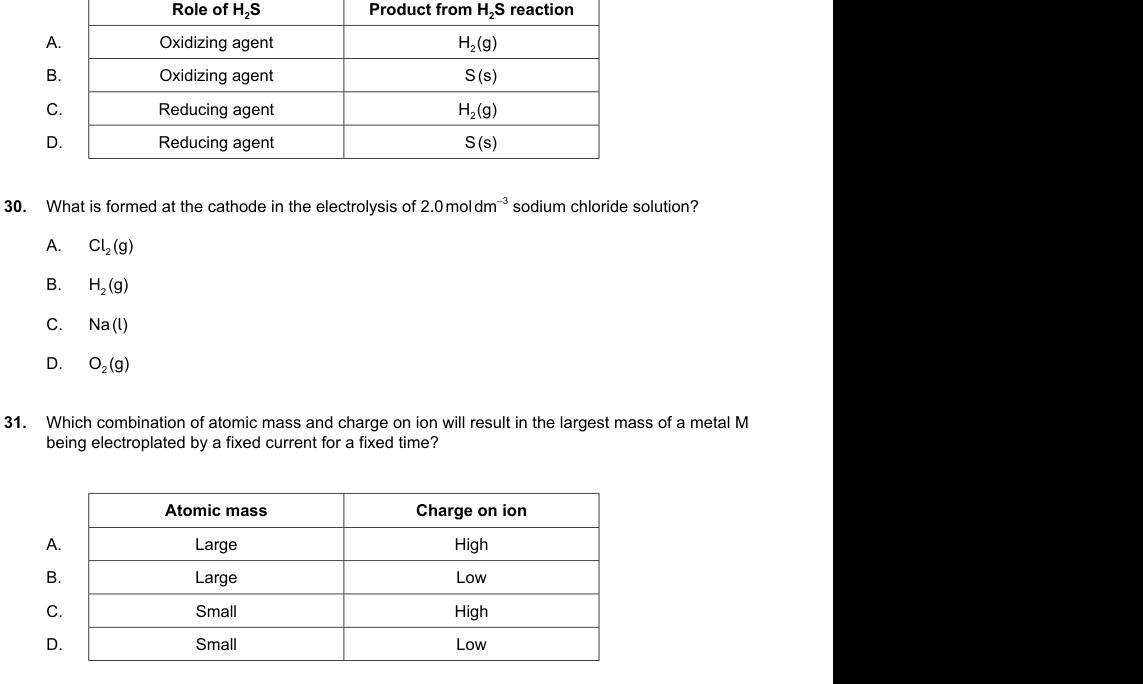 Role of H₂S Product from H₂S reaction
A. Oxidizing agent H₂(g)
B. Oxidizing agent S(s)
C. Reducing agent H₂(g)
D. Reducing agent S(s)
30. What is formed at the cathode in the electrolysis of 2.0 mol dm⁻³ sodium chloride solution?
A. Cl₂(g)
B. H₂(g)
C. Na(l)
D. O₂(g)
31. Which combination of atomic mass and charge on ion will result in the largest mass of a metal M
being electroplated by a fixed current for a fixed time?
Atomic mass Charge on ion
A. Large High
B. Large Low
C. Small High
D. Small Low